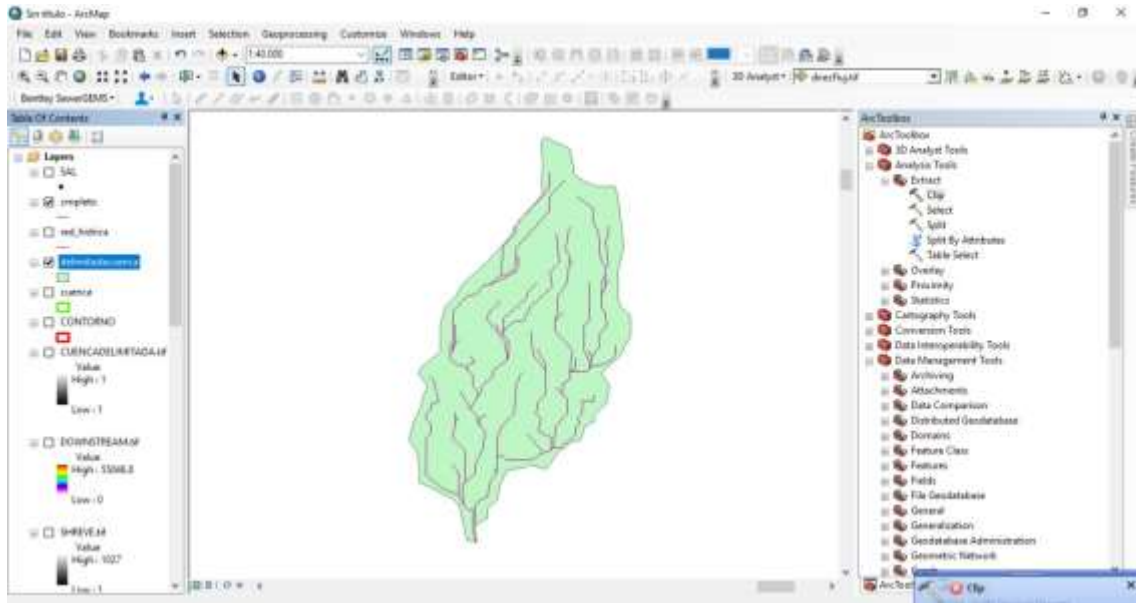 Sin título - ArcMap
File Edit View Bookmarks Insert Selection Geoprocessing Customize Windows Help
1:40.000
Editor
3D Analyst
Bentley SewerGEMS
Table Of Contents
Layers
SAL
red_hidrica
cuenca
CONTORNO
CUENCADELIMITADA.tif
Value
High : 1
Low : 1
DOWNSTREAM.tif
Value
Low : 0
SHREVE.tif
Value
High : 1027
Low : 1
ArcToolbox
ArcToolbox
3D Analyst Tools
Analysis Tools
Extract
Clip
Select
Split
Split By Attributes
Table Select
Overlay
Proximity
Statistics
Cartography Tools
Conversion Tools
Data Interoperability Tools
Data Management Tools
Archiving
Attachments
Data Comparison
Distributed Geodatabase
Domains
Feature Class
Features
Fields
File Geodatabase
General
Generalization
Geodatabase Administration
Geometric Network
Create Features
Clip